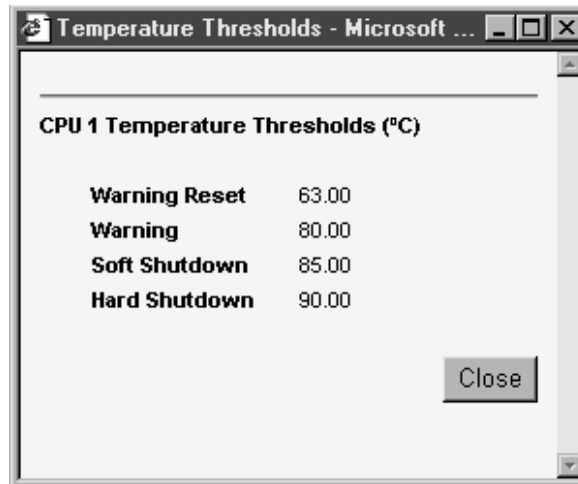 Temperature Thresholds - Microsoft ...
CPU 1 Temperature Thresholds (ºC)
Warning Reset 63.00
Warning 80.00
Soft Shutdown 85.00
Hard Shutdown 90.00
Close